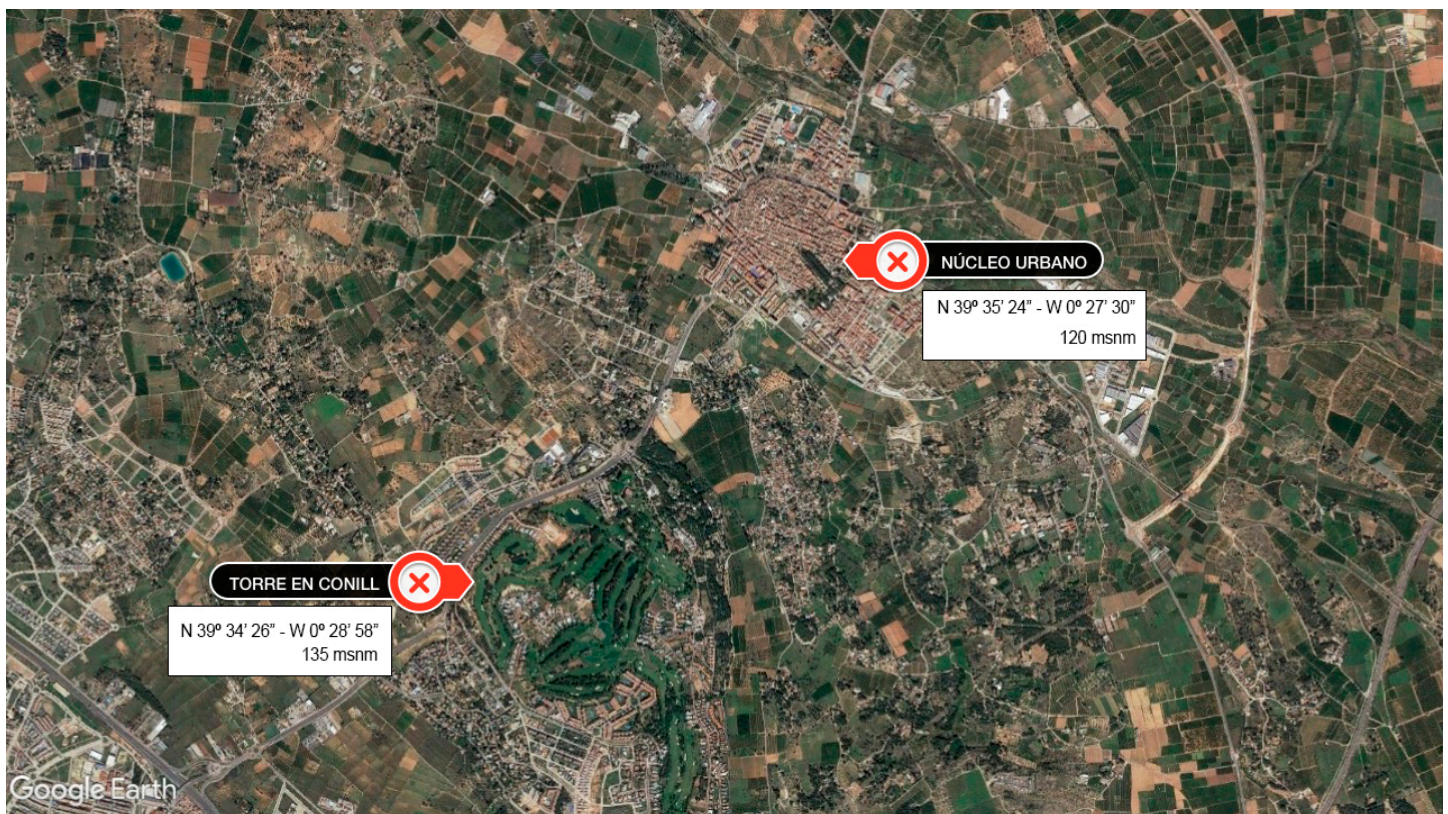 NÚCLEO URBANO
N 39º 35’ 24” - W 0º 27’ 30”
120 msnm
TORRE EN CONILL
N 39º 34’ 26” - W 0º 28’ 58”
135 msnm
Google Earth